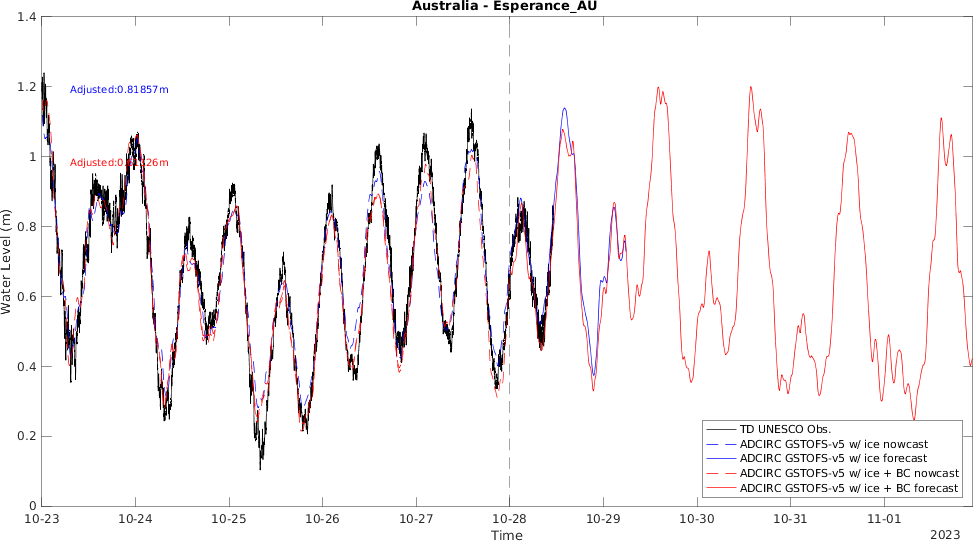 Australia - Esperance_AU
1.4
1.2
1
0.8
0.6
0.4
0.2
0
Water Level (m)
Adjusted:0.81857m
TD UNESCO Obs.
ADCIRC GSTOFS-v5 w/ ice nowcast
ADCIRC GSTOFS-v5 w/ ice forecast
ADCIRC GSTOFS-v5 w/ ice + BC nowcast
ADCIRC GSTOFS-v5 w/ ice + BC forecast
10-23 10-24 10-25 10-26 10-27 10-28 10-29 10-30 10-31 11-01
Time
2023